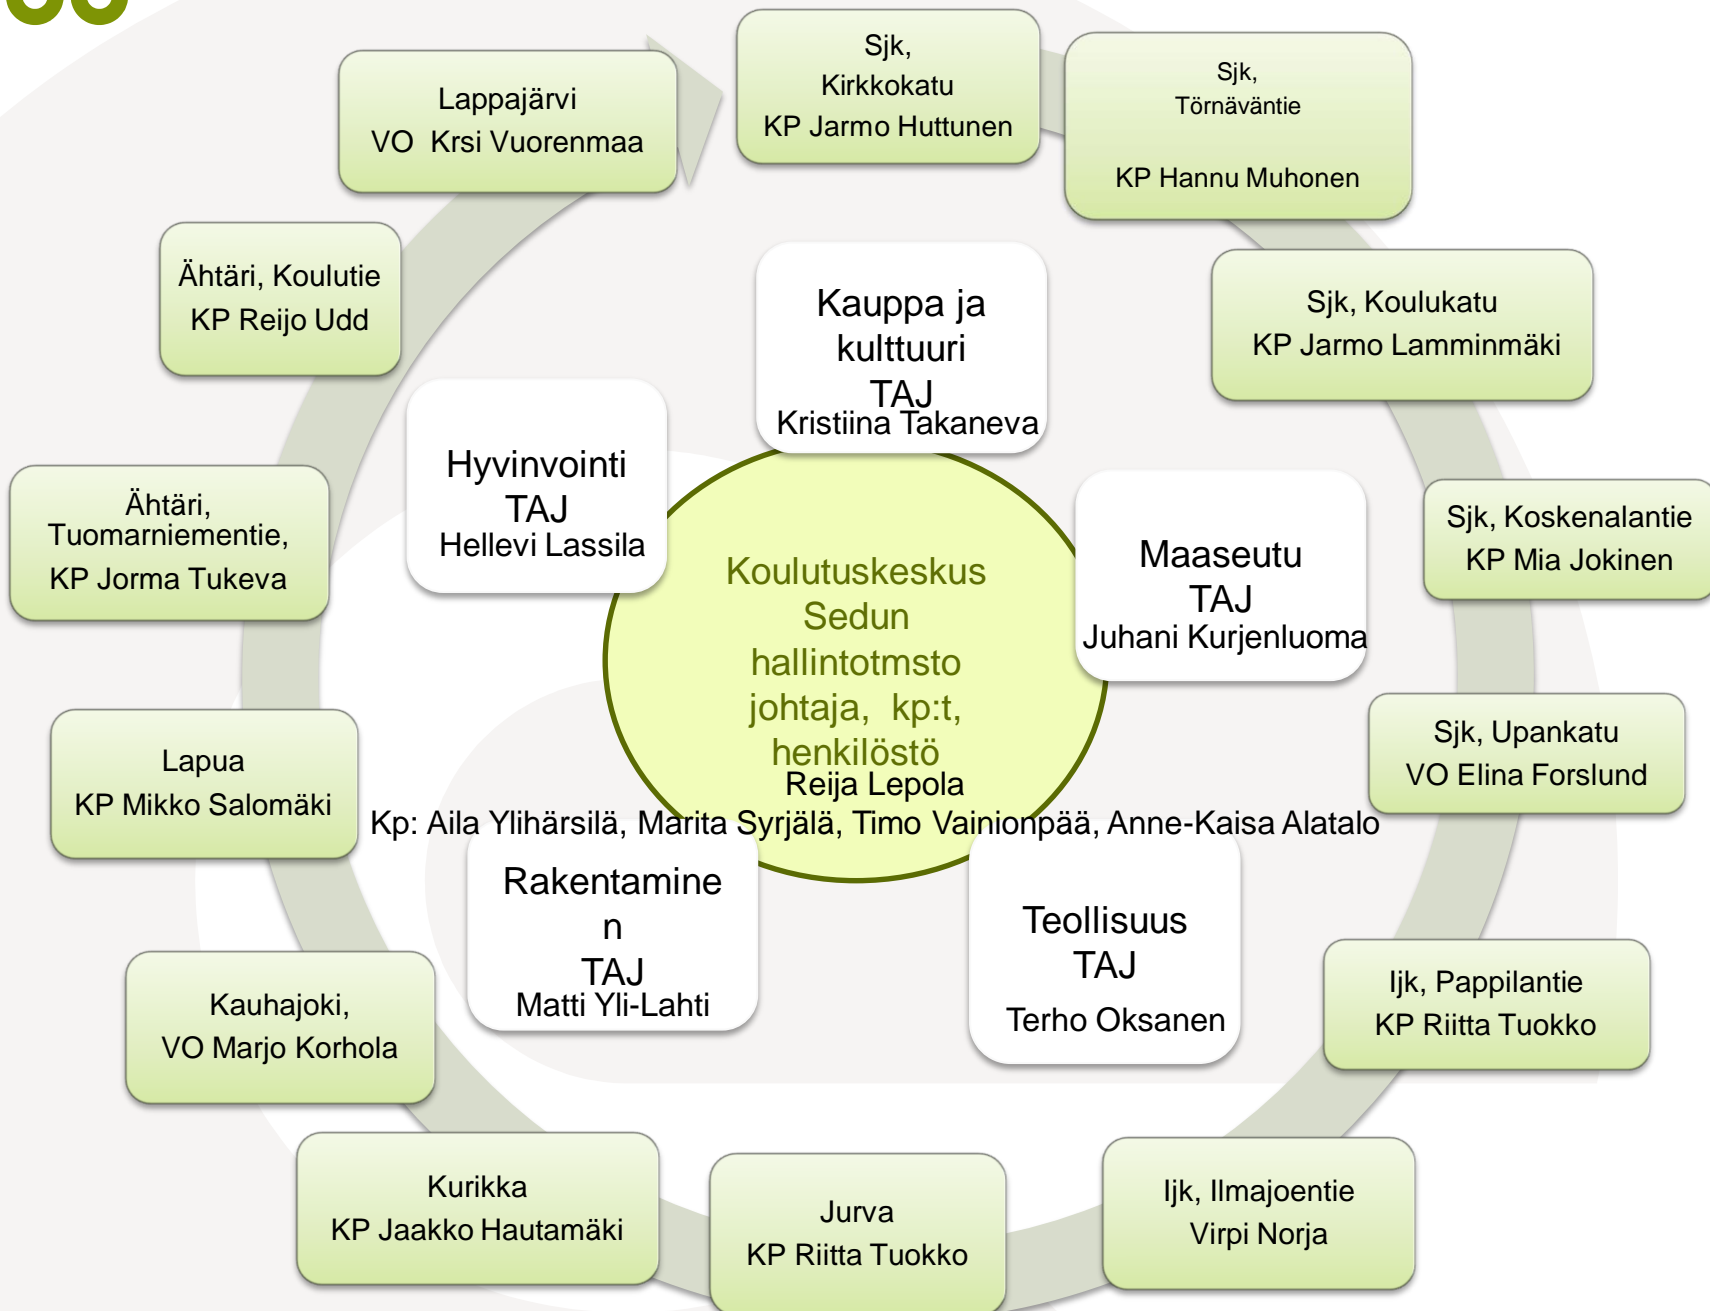 Sjk,
Kirkkokatu
KP Jarmo Huttunen
Sjk,
Törnäväntie
KP Hannu Muhonen
Sjk, Koulukatu
KP Jarmo Lamminmäki
Sjk, Koskenalantie
KP Mia Jokinen
Sjk, Upankatu
VO Elina Forslund
Ijk, Pappilantie
KP Riitta Tuokko
Ijk, Ilmajoentie
Virpi Norja
Jurva
KP Riitta Tuokko
Kurikka
KP Jaakko Hautamäki
Kauhajoki,
VO Marjo Korhola
Lapua
KP Mikko Salomäki
Ähtäri,
Tuomarniementie,
KP Jorma Tukeva
Ähtäri, Koulutie
KP Reijo Udd
Lappajärvi
VO Krsi Vuorenmaa
Kauppa ja
kulttuuri
TAJ
Kristiina Takaneva
Maaseutu
TAJ
Juhani Kurjenluoma
Teollisuus
TAJ
Terho Oksanen
Rakentamine
n
TAJ
Matti Yli-Lahti
Hyvinvointi
TAJ
Hellevi Lassila
Koulutuskeskus
Sedun
hallintotmsto
johtaja, kp:t,
henkilöstö
Reija Lepola
Kp: Aila Ylihärsilä, Marita Syrjälä, Timo Vainionpää, Anne-Kaisa Alatalo